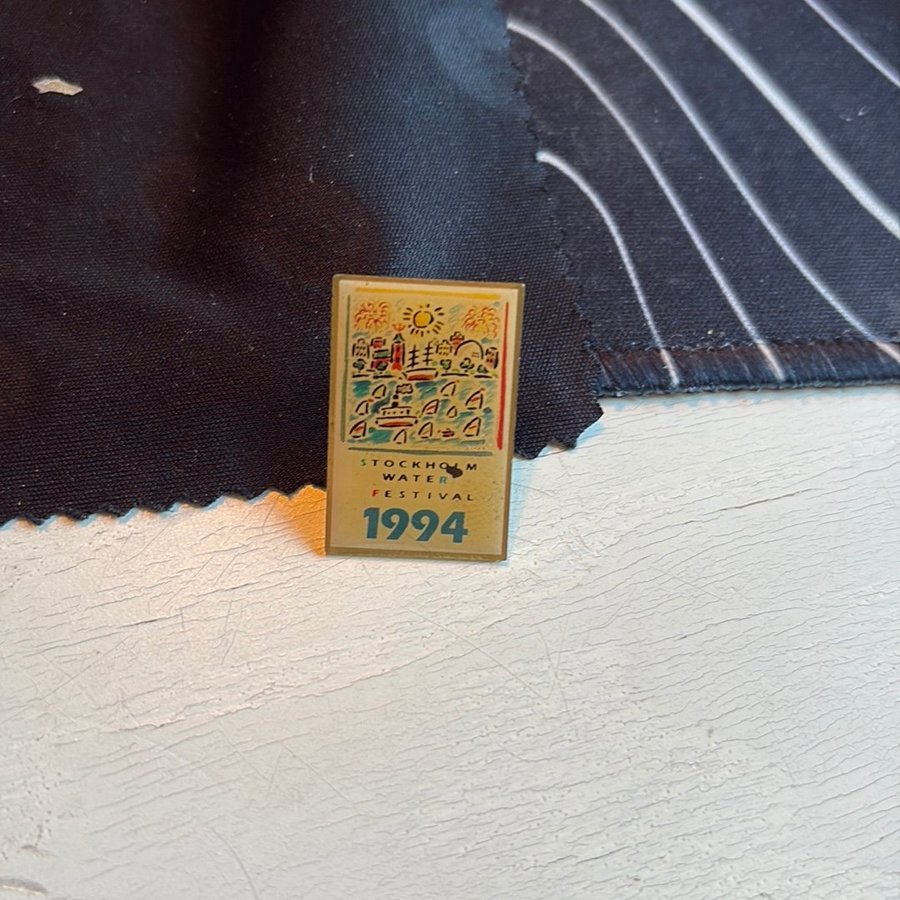 STOCKHOLM
WATER
FESTIVAL
1994